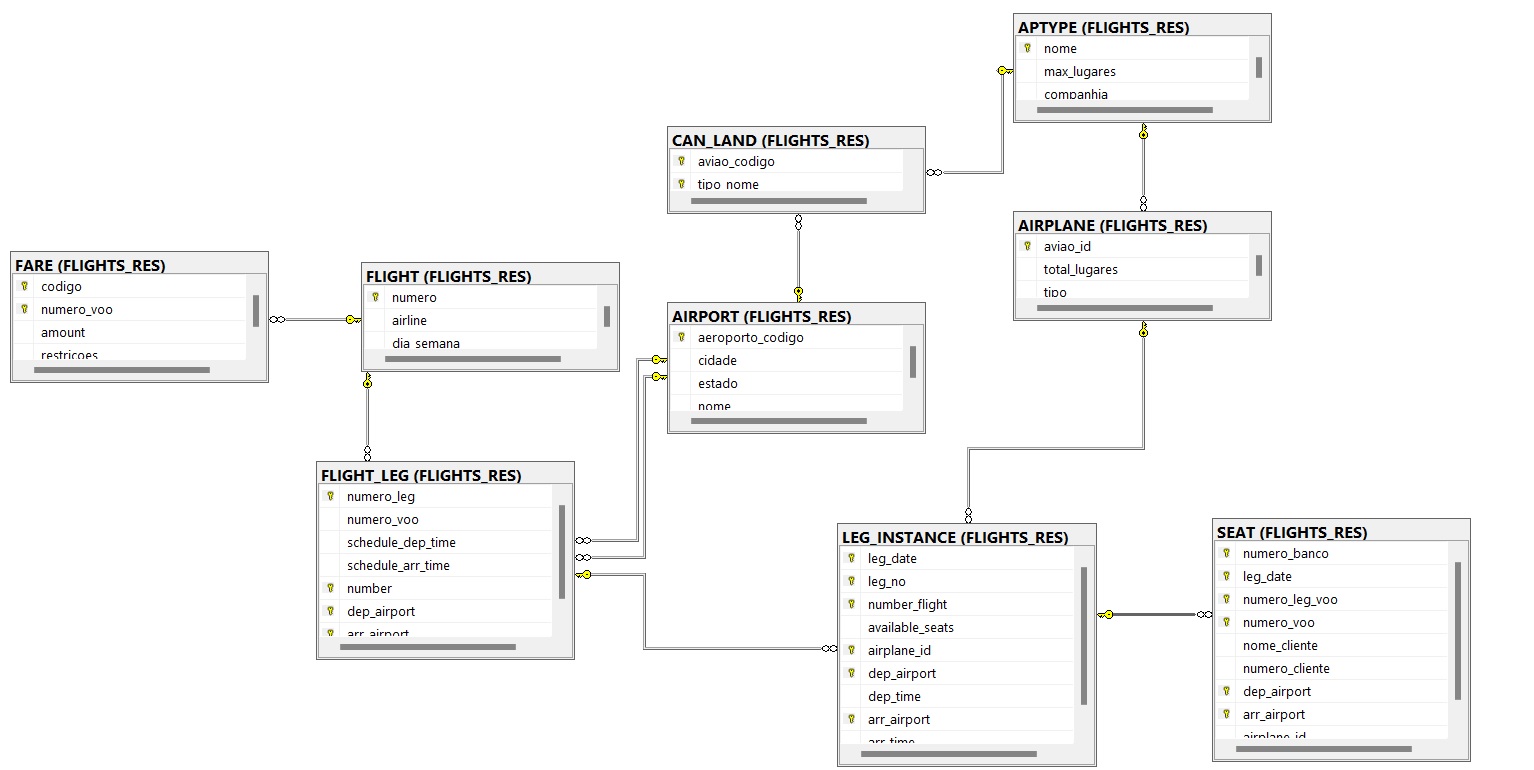 APTYPE (FLIGHTS_RES)
nome
max_lugares
companhia
CAN_LAND (FLIGHTS_RES)
aviao_codigo
tipo_nome
AIRPLANE (FLIGHTS_RES)
aviao_id
total_lugares
tipo
FARE (FLIGHTS_RES)
codigo
numero_voo
amount
restricoes
FLIGHT (FLIGHTS_RES)
numero
airline
dia_semana
AIRPORT (FLIGHTS_RES)
aeroporto_codigo
cidade
estado
nome
FLIGHT_LEG (FLIGHTS_RES)
numero_leg
numero_voo
schedule_dep_time
schedule_arr_time
number
dep_airport
arr_airport
LEG_INSTANCE (FLIGHTS_RES)
leg_date
leg_no
number_flight
available_seats
airplane_id
dep_airport
dep_time
arr_airport
arr_time
SEAT (FLIGHTS_RES)
numero_banco
leg_date
numero_leg_voo
numero_voo
nome_cliente
numero_cliente
dep_airport
arr_airport
airplane_id